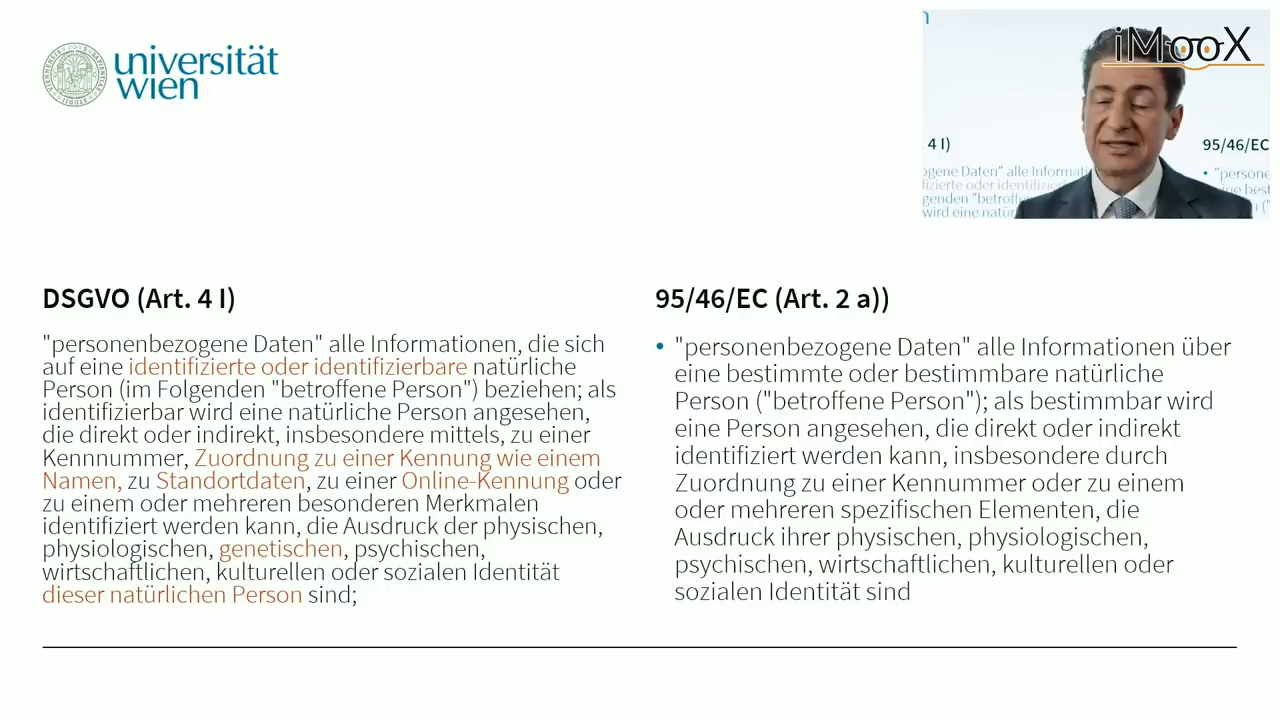 universität
wien
iMooX
4 I)
95/46/EC
DSGVO (Art. 4 I)
"personenbezogene Daten" alle Informationen, die sich
auf eine identifizierte oder identifizierbare natürliche
Person (im Folgenden "betroffene Person") beziehen; als
identifizierbar wird eine natürliche Person angesehen,
die direkt oder indirekt, insbesondere mittels, zu einer
Kennnummer, Zuordnung zu einer Kennung wie einem
Namen, zu Standortdaten, zu einer Online-Kennung oder
zu einem oder mehreren besonderen Merkmalen
identifiziert werden kann, die Ausdruck der physischen,
physiologischen, genetischen, psychischen,
wirtschaftlichen, kulturellen oder sozialen Identität
dieser natürlichen Person sind;
95/46/EC (Art. 2 a))
• "personenbezogene Daten" alle Informationen über
eine bestimmte oder bestimmbare natürliche
Person ("betroffene Person"); als bestimmbar wird
eine Person angesehen, die direkt oder indirekt
identifiziert werden kann, insbesondere durch
Zuordnung zu einer Kennummer oder zu einem
oder mehreren spezifischen Elementen, die
Ausdruck ihrer physischen, physiologischen,
psychischen, wirtschaftlichen, kulturellen oder
sozialen Identität sind